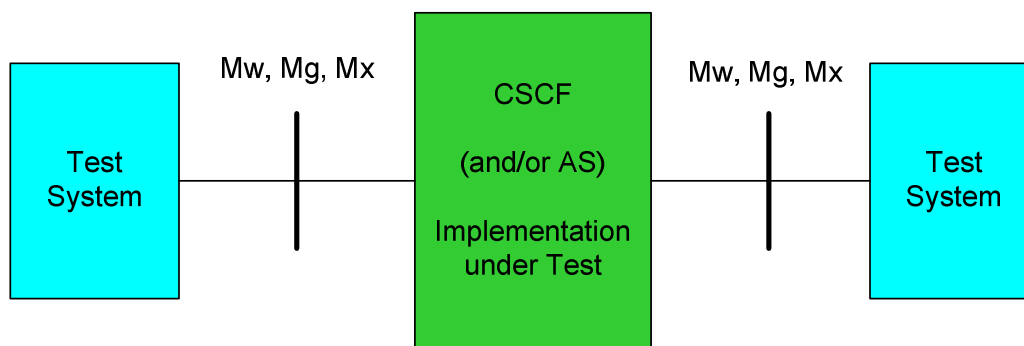 Test
System
Mw, Mg, Mx
CSCF
(and/or AS)
Implementation
under Test
Mw, Mg, Mx
Test
System